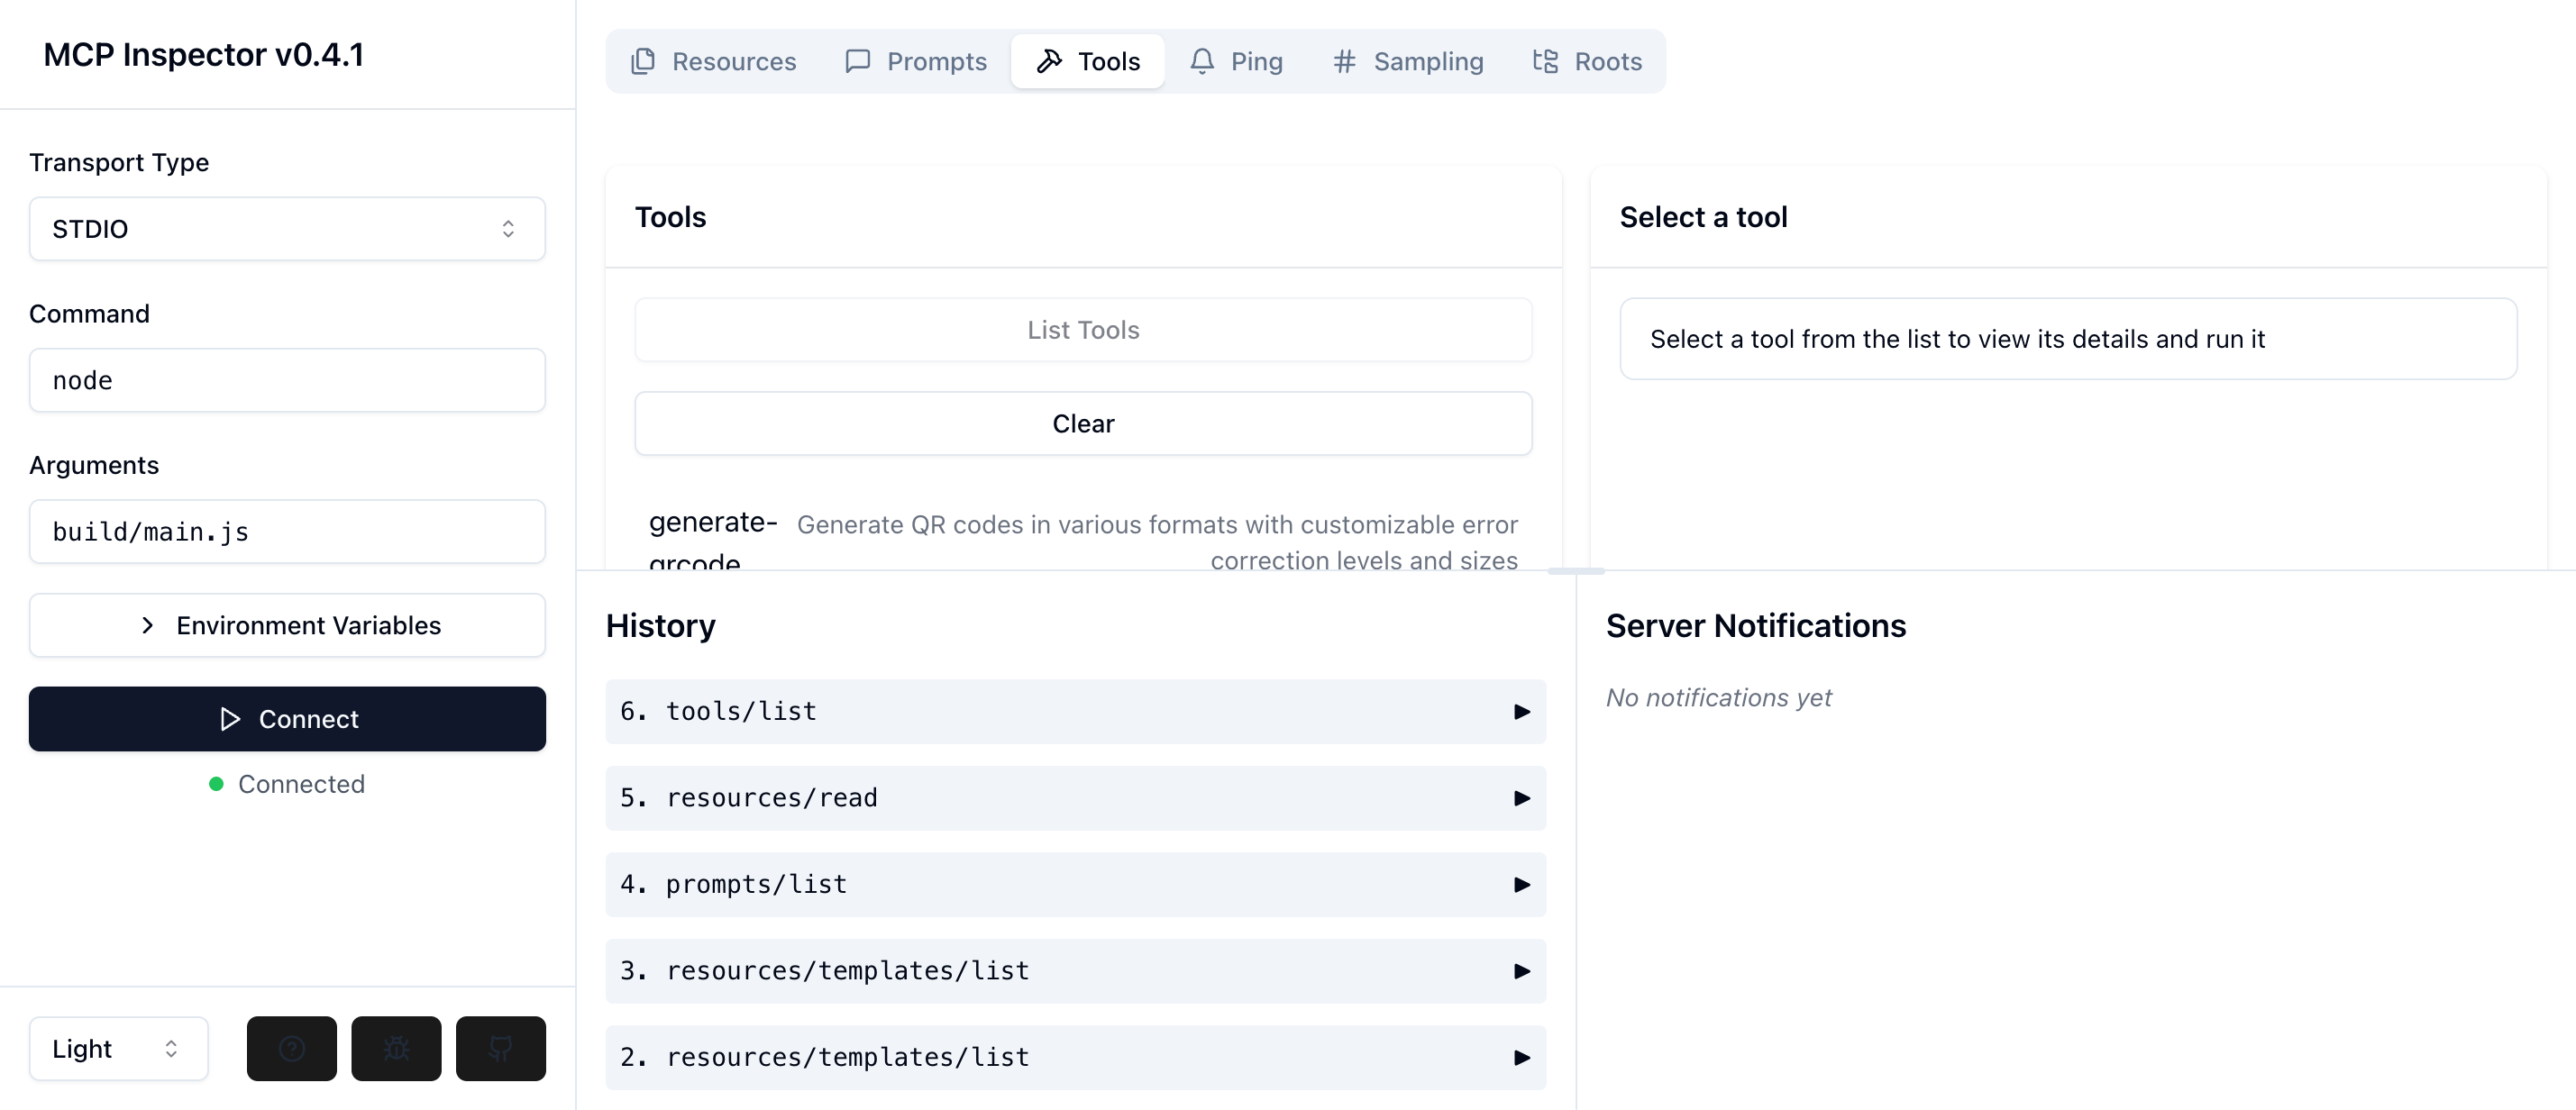 MCP Inspector v0.4.1
Transport Type
STDIO
Command
node
Arguments
build/main.js
Environment Variables
Connect
Connected
Light
Resources
Prompts
Tools
Ping
Sampling
Roots
Tools
List Tools
Clear
generate-
qrcode
Generate QR codes in various formats with customizable error
correction levels and sizes
Select a tool
Select a tool from the list to view its details and run it
History
6. tools/list
5. resources/read
4. prompts/list
3. resources/templates/list
2. resources/templates/list
Server Notifications
No notifications yet